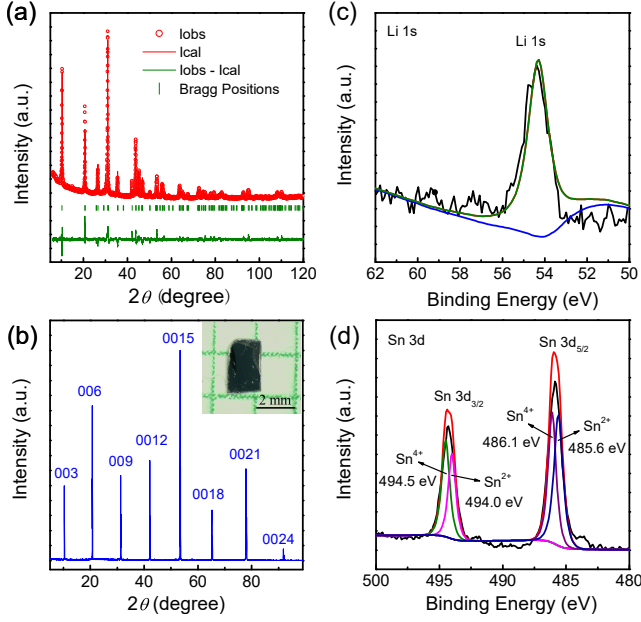 (a)
Iobs
Ical
Iobs - Ical
Bragg Positions
Intensity (a.u.)
20 40 60 80 100 120
2θ (degree)
(b)
003
006
009
0012
0015
0018
0021
0024
2 mm
Intensity (a.u.)
20 40 60 80
2θ (degree)
(c)
Li 1s
Li 1s
Intensity (a.u.)
62 60 58 56 54 52 50
Binding Energy (eV)
(d)
Sn 3d
Sn 3d5/2
Sn 3d3/2
Sn4+
486.1 eV
Sn2+
485.6 eV
Sn4+
494.5 eV
Sn2+
494.0 eV
Intensity (a.u.)
500 495 490 485 480
Binding Energy (eV)